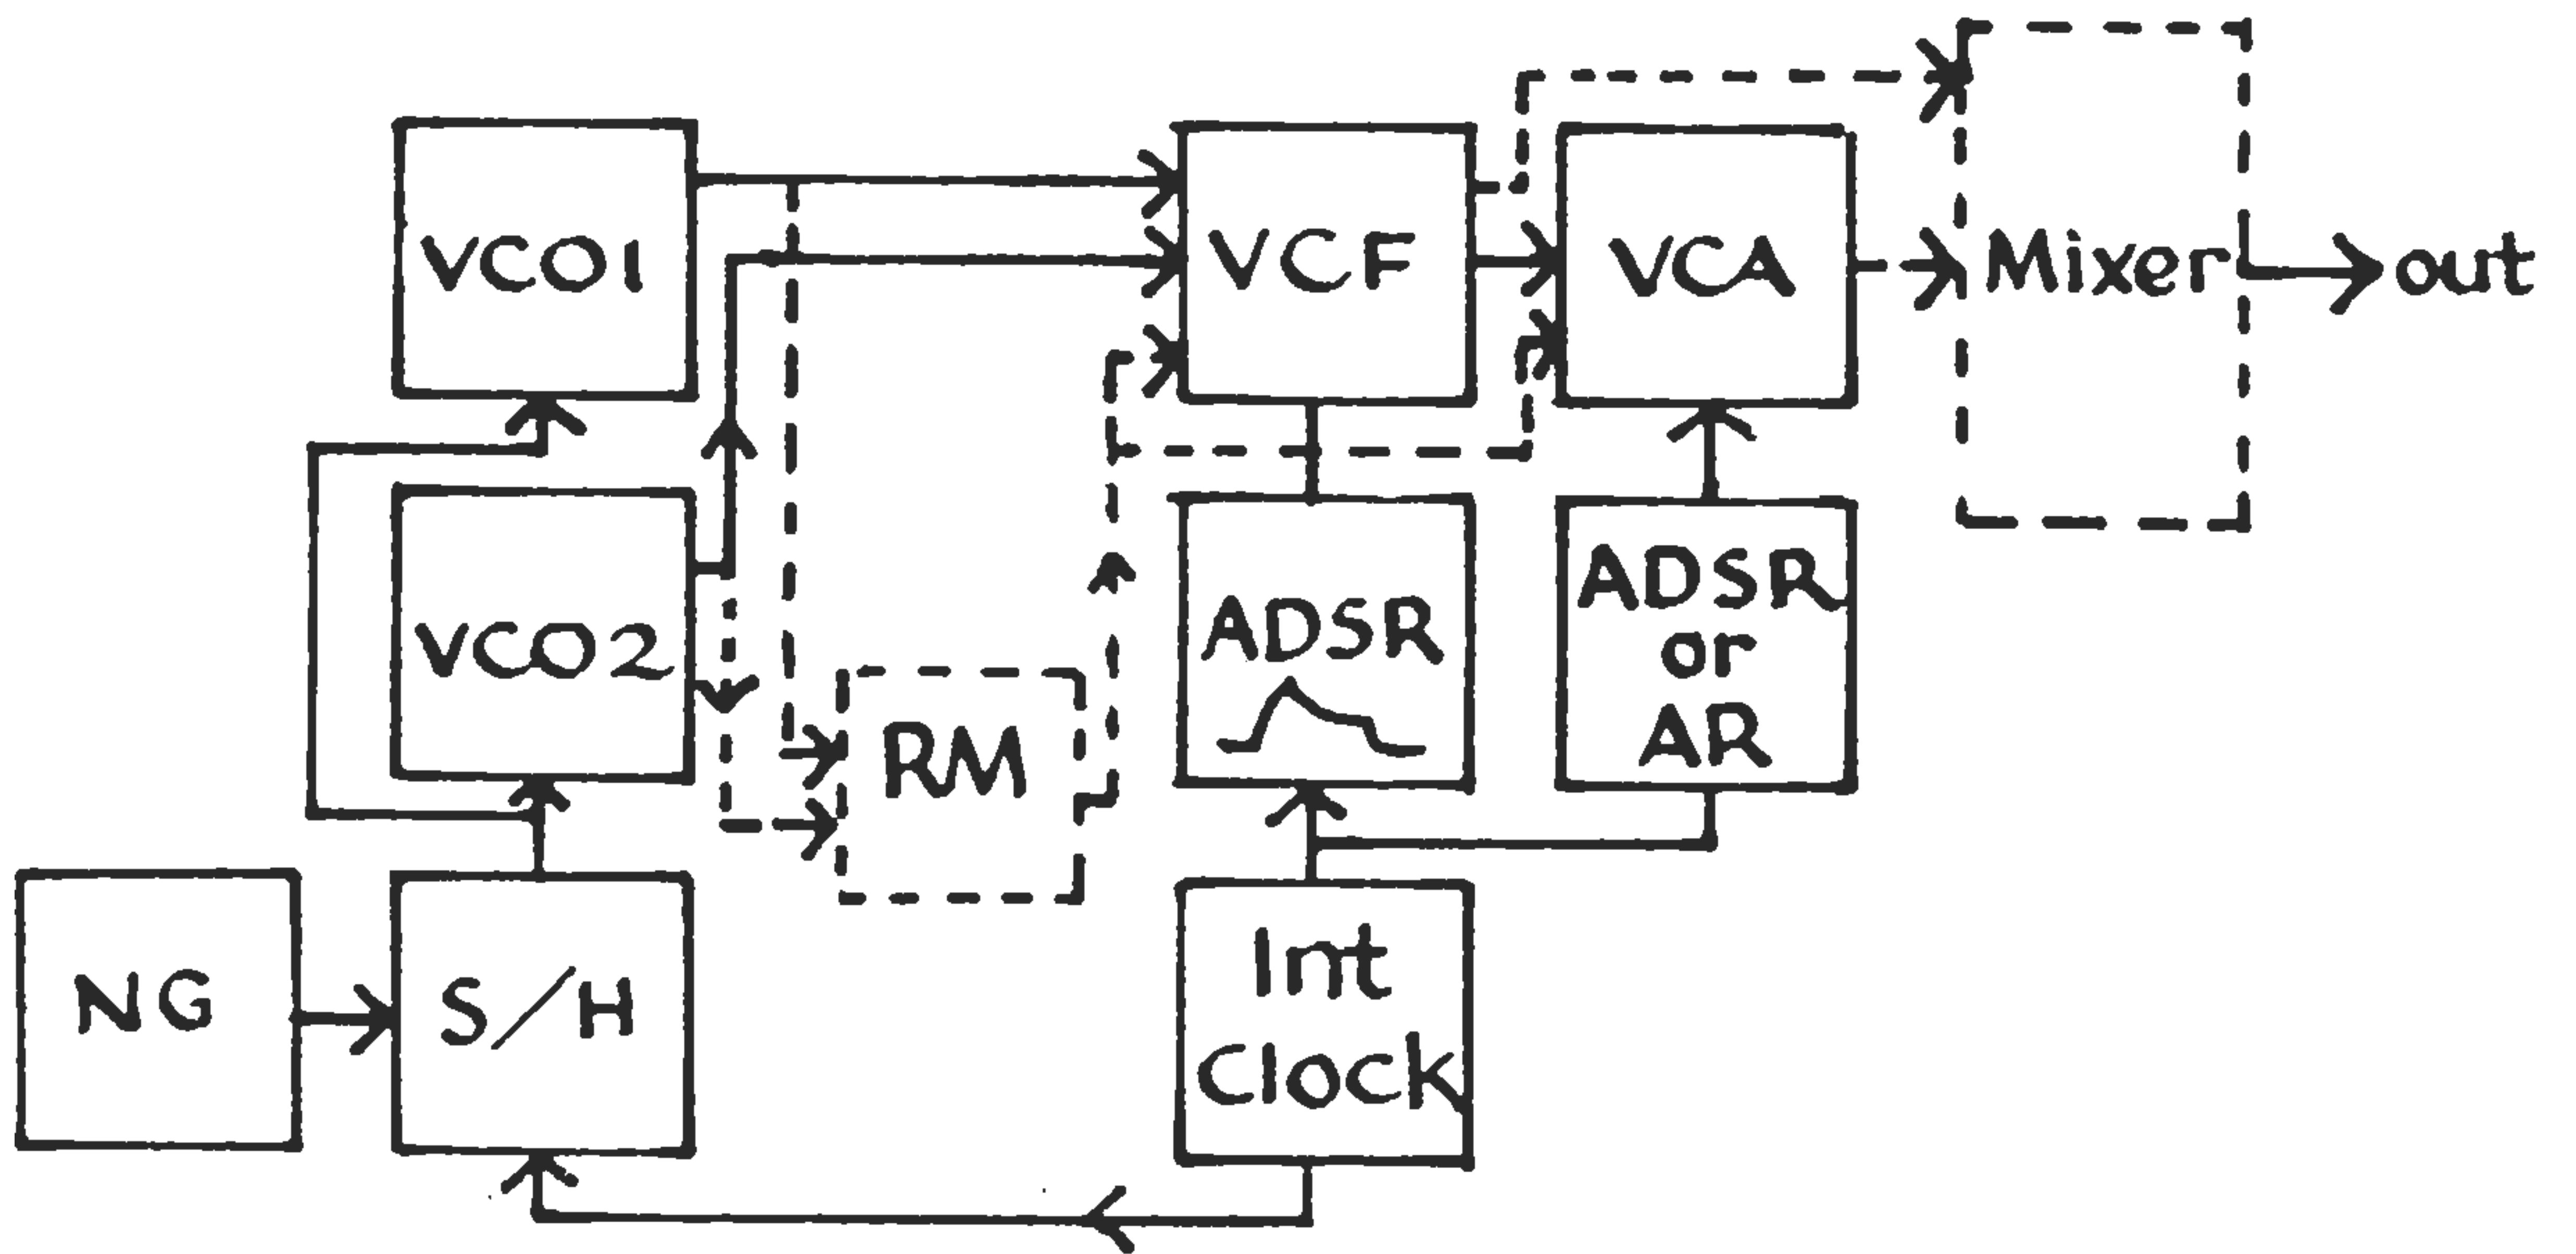 VCO1
VCF
VCA
Mixer
out
VCO2
RM
ADSR
ADSR
or
AR
NG
S/H
Int
Clock